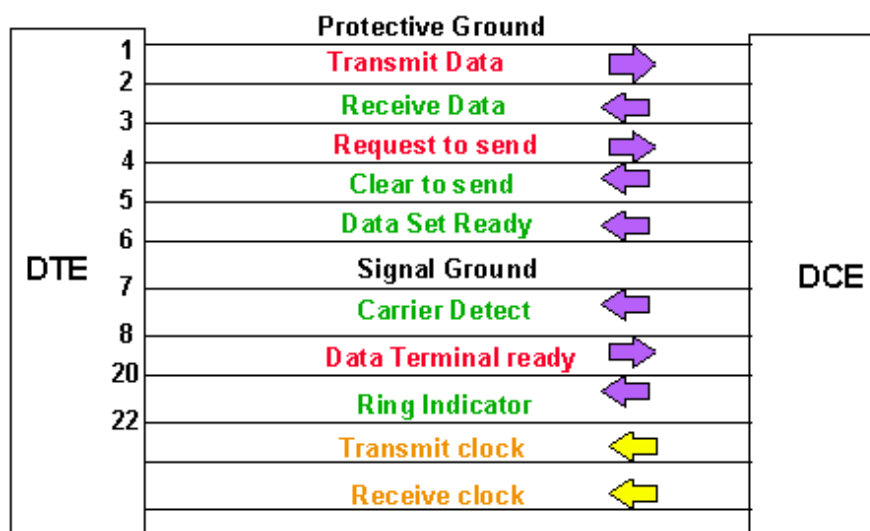 Protective Ground
1
Transmit Data
2
Receive Data
3
Request to send
4
Clear to send
5
Data Set Ready
6
DTE
Signal Ground
DCE
7
Carrier Detect
8
Data Terminal ready
20
Ring Indicator
22
Transmit clock
Receive clock